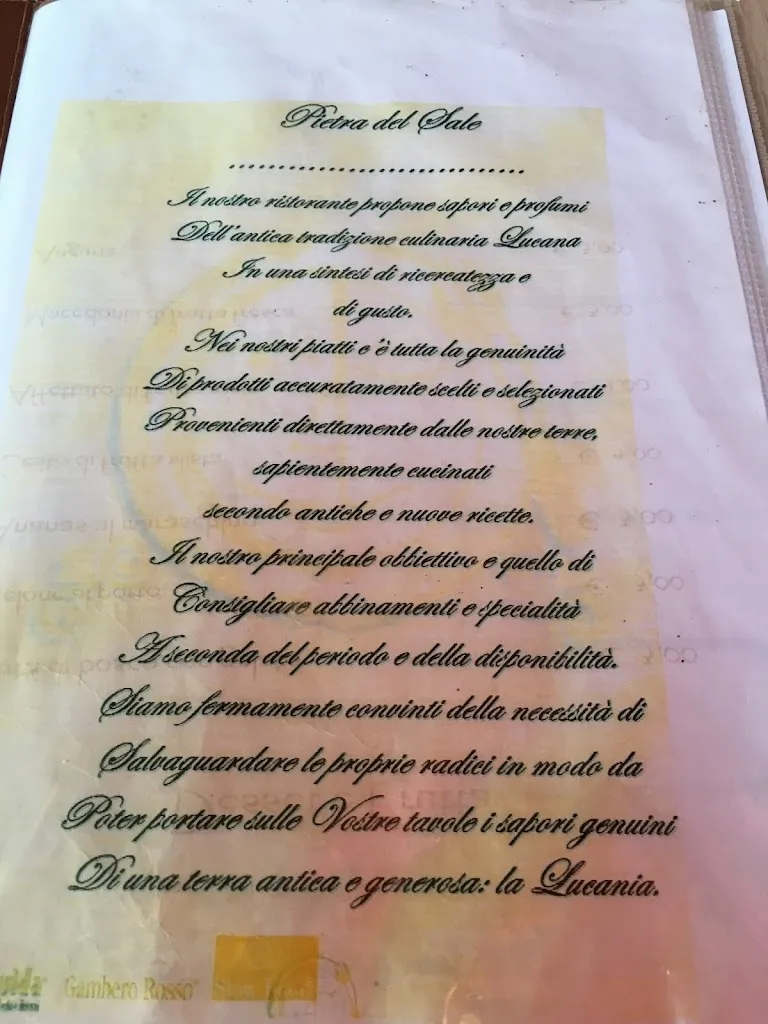 Pietra del Sale
..............................
Il nostro ristorante propone sapori e profumi
Dell'antica tradizione culinaria Lucana
In una sintesi di ricercatezza e
di gusto.
Nei nostri piatti c'è tutta la genuinità
Di prodotti accuratamente scelti e selezionati
Provenienti direttamente dalle nostre terre,
sapientemente cucinati
secondo antiche e nuove ricette.
Il nostro principale obbiettivo e quello di
Consigliare abbinamenti e specialità
A seconda del periodo e della disponibilità.
Siamo fermamente convinti della necessità di
Salvaguardare le proprie radici in modo da
Poter portare sulle Vostre tavole i sapori genuini
Di una terra antica e generosa: la Lucania.
Gambero Rosso